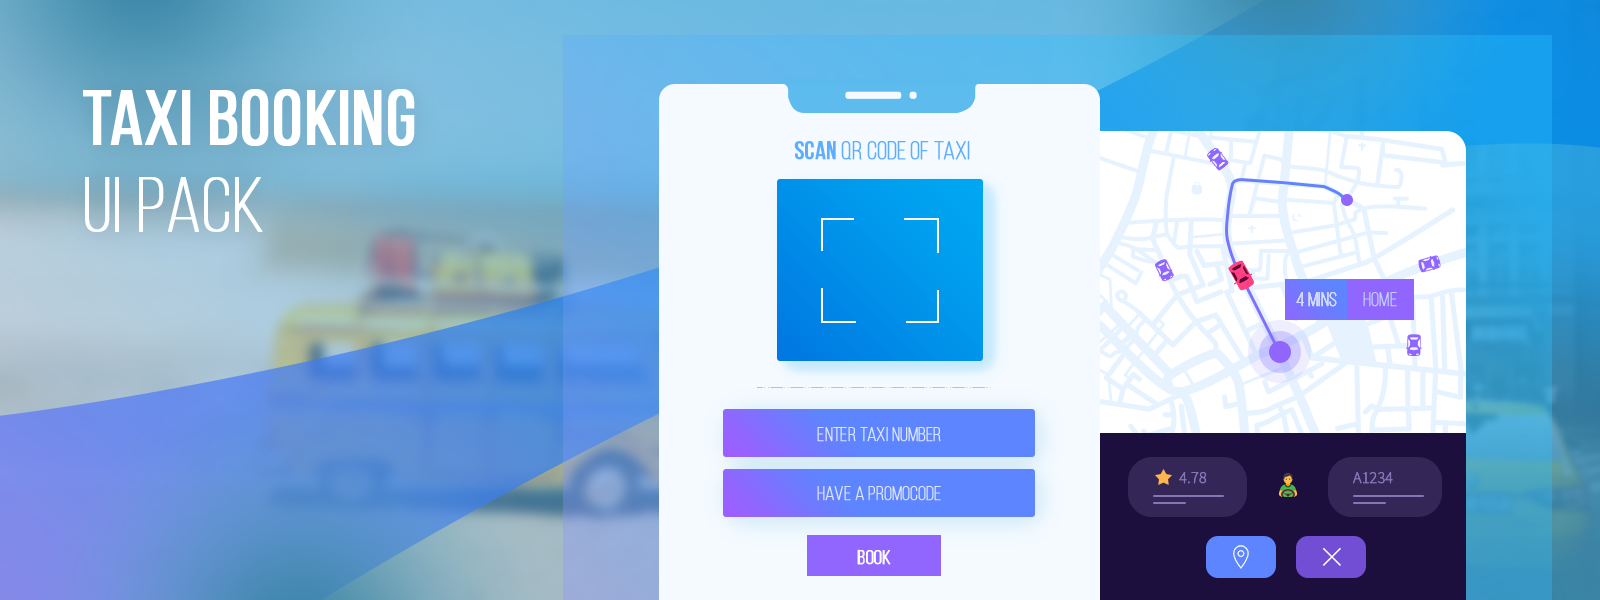 TAXI BOOKING
UI PACK
SCAN QR CODE OF TAXI
ENTER TAXI NUMBER
HAVE A PROMOCODE
BOOK
4 MINS HOME
4.78
A1234